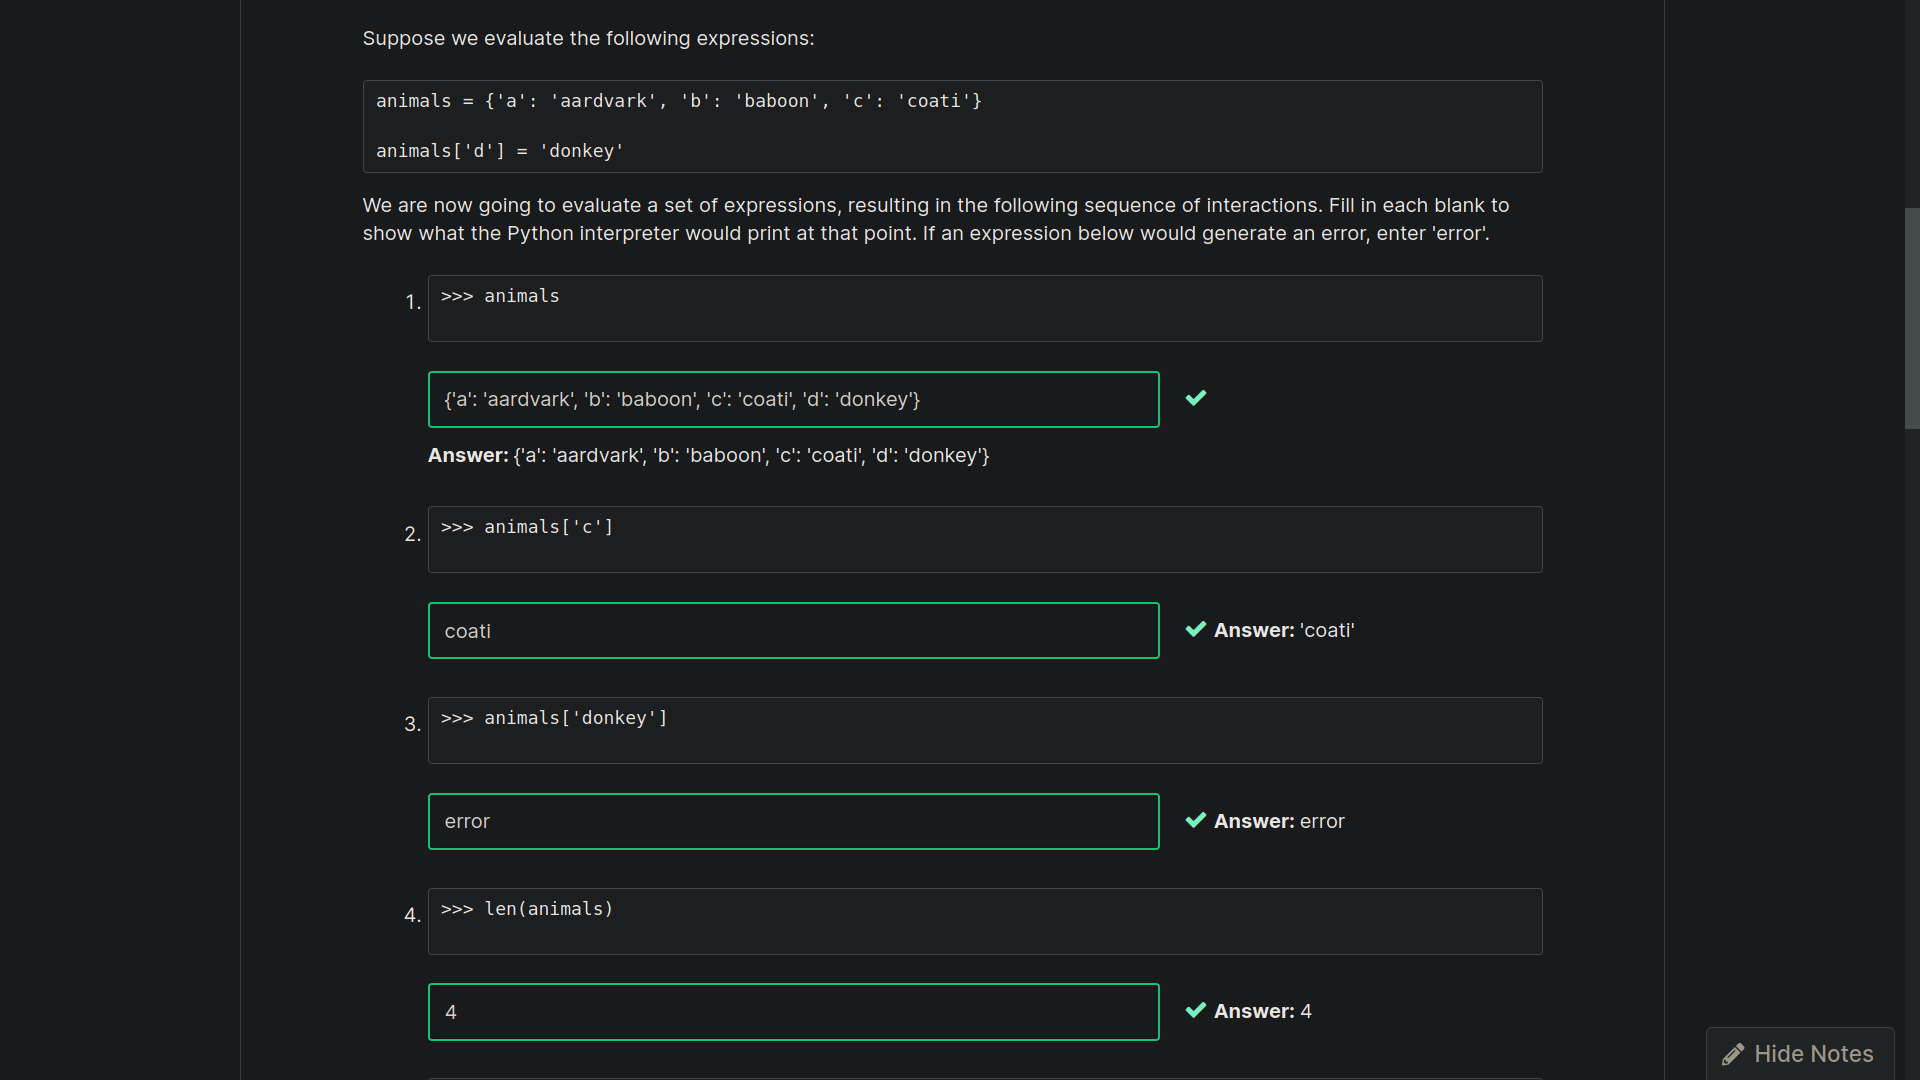 Suppose we evaluate the following expressions:
animals = {'a': 'aardvark', 'b': 'baboon', 'c': 'coati'}
animals['d'] = 'donkey'
We are now going to evaluate a set of expressions, resulting in the following sequence of interactions. Fill in each blank to
show what the Python interpreter would print at that point. If an expression below would generate an error, enter 'error'.
1. >>> animals
{'a': 'aardvark', 'b': 'baboon', 'c': 'coati', 'd': 'donkey'}
Answer: {'a': 'aardvark', 'b': 'baboon', 'c': 'coati', 'd': 'donkey'}
2. >>> animals['c']
coati
Answer: 'coati'
3. >>> animals['donkey']
error
Answer: error
4. >>> len(animals)
4
Answer: 4
Hide Notes